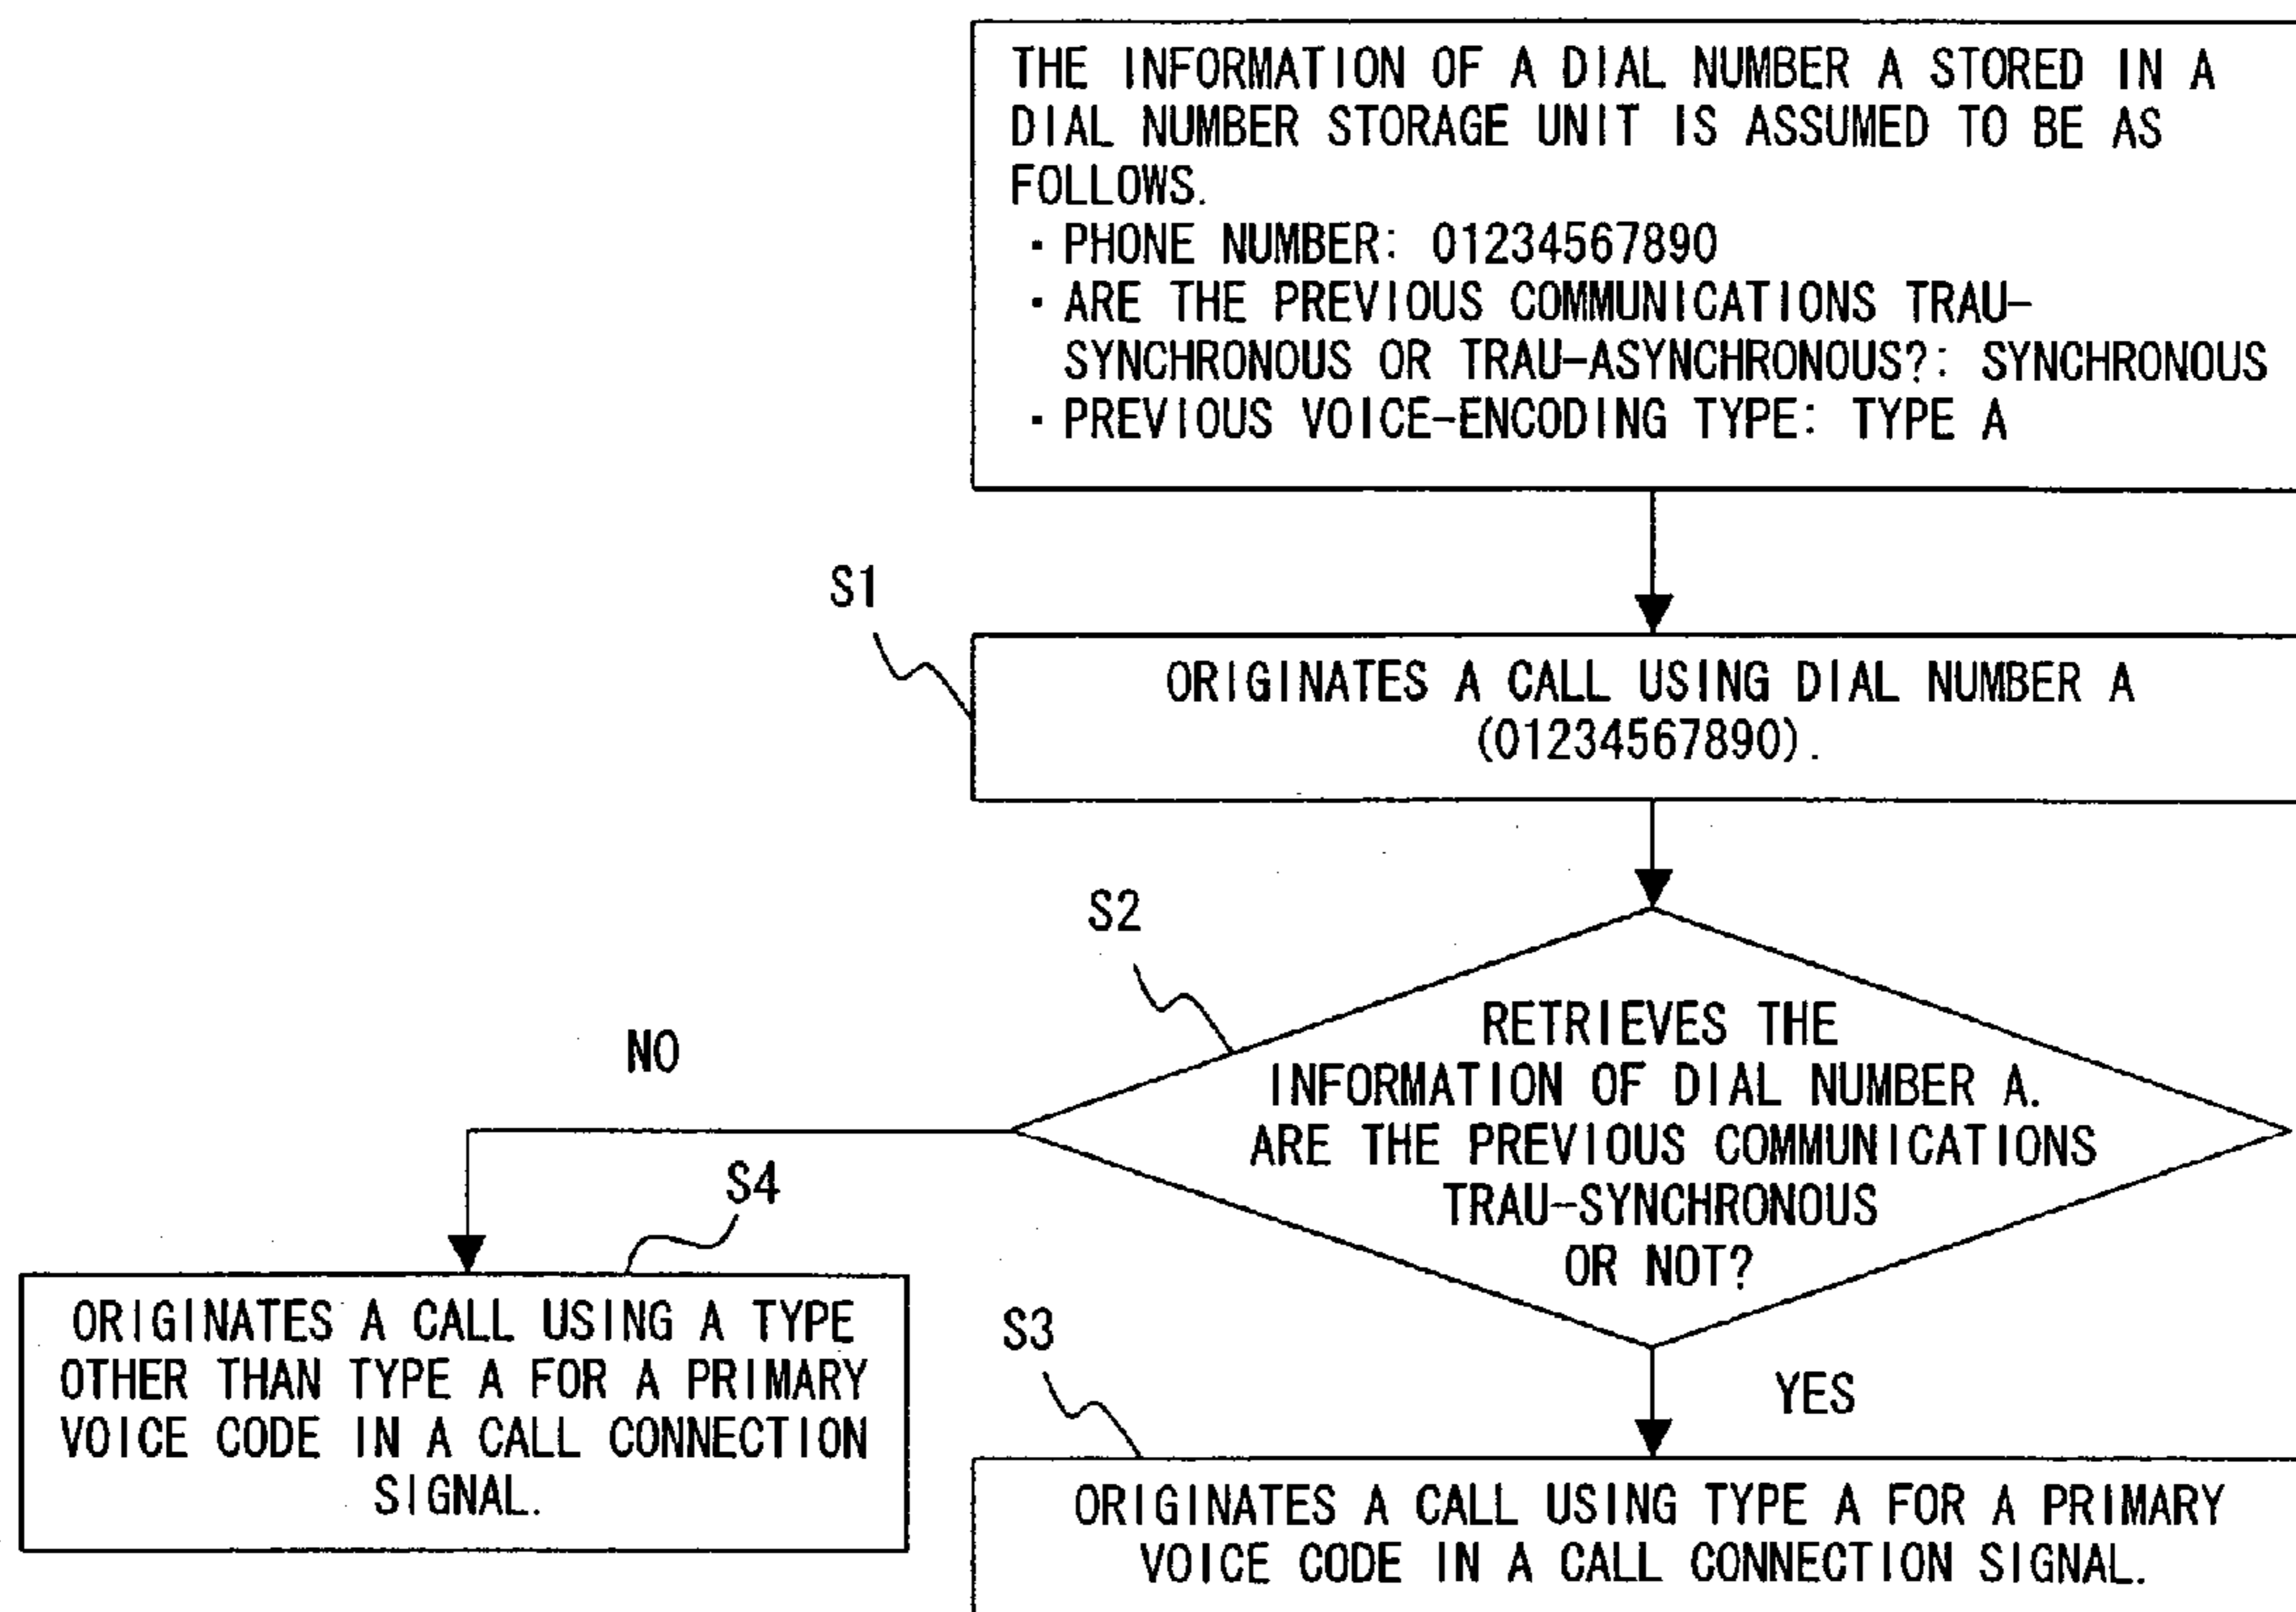 THE INFORMATION OF A DIAL NUMBER A STORED IN A
DIAL NUMBER STORAGE UNIT IS ASSUMED TO BE AS
FOLLOWS.
・PHONE NUMBER: 01234567890
・ARE THE PREVIOUS COMMUNICATIONS TRAU-
SYNCHRONOUS OR TRAU-ASYNCHRONOUS?: SYNCHRONOUS
・PREVIOUS VOICE-ENCODING TYPE: TYPE A
S1
ORIGINATES A CALL USING DIAL NUMBER A
(01234567890).
S2
RETRIEVES THE
INFORMATION OF DIAL NUMBER A.
ARE THE PREVIOUS COMMUNICATIONS
TRAU-SYNCHRONOUS
OR NOT?
NO
S4
ORIGINATES A CALL USING A TYPE
OTHER THAN TYPE A FOR A PRIMARY
VOICE CODE IN A CALL CONNECTION
SIGNAL.
S3
YES
ORIGINATES A CALL USING TYPE A FOR A PRIMARY
VOICE CODE IN A CALL CONNECTION SIGNAL.